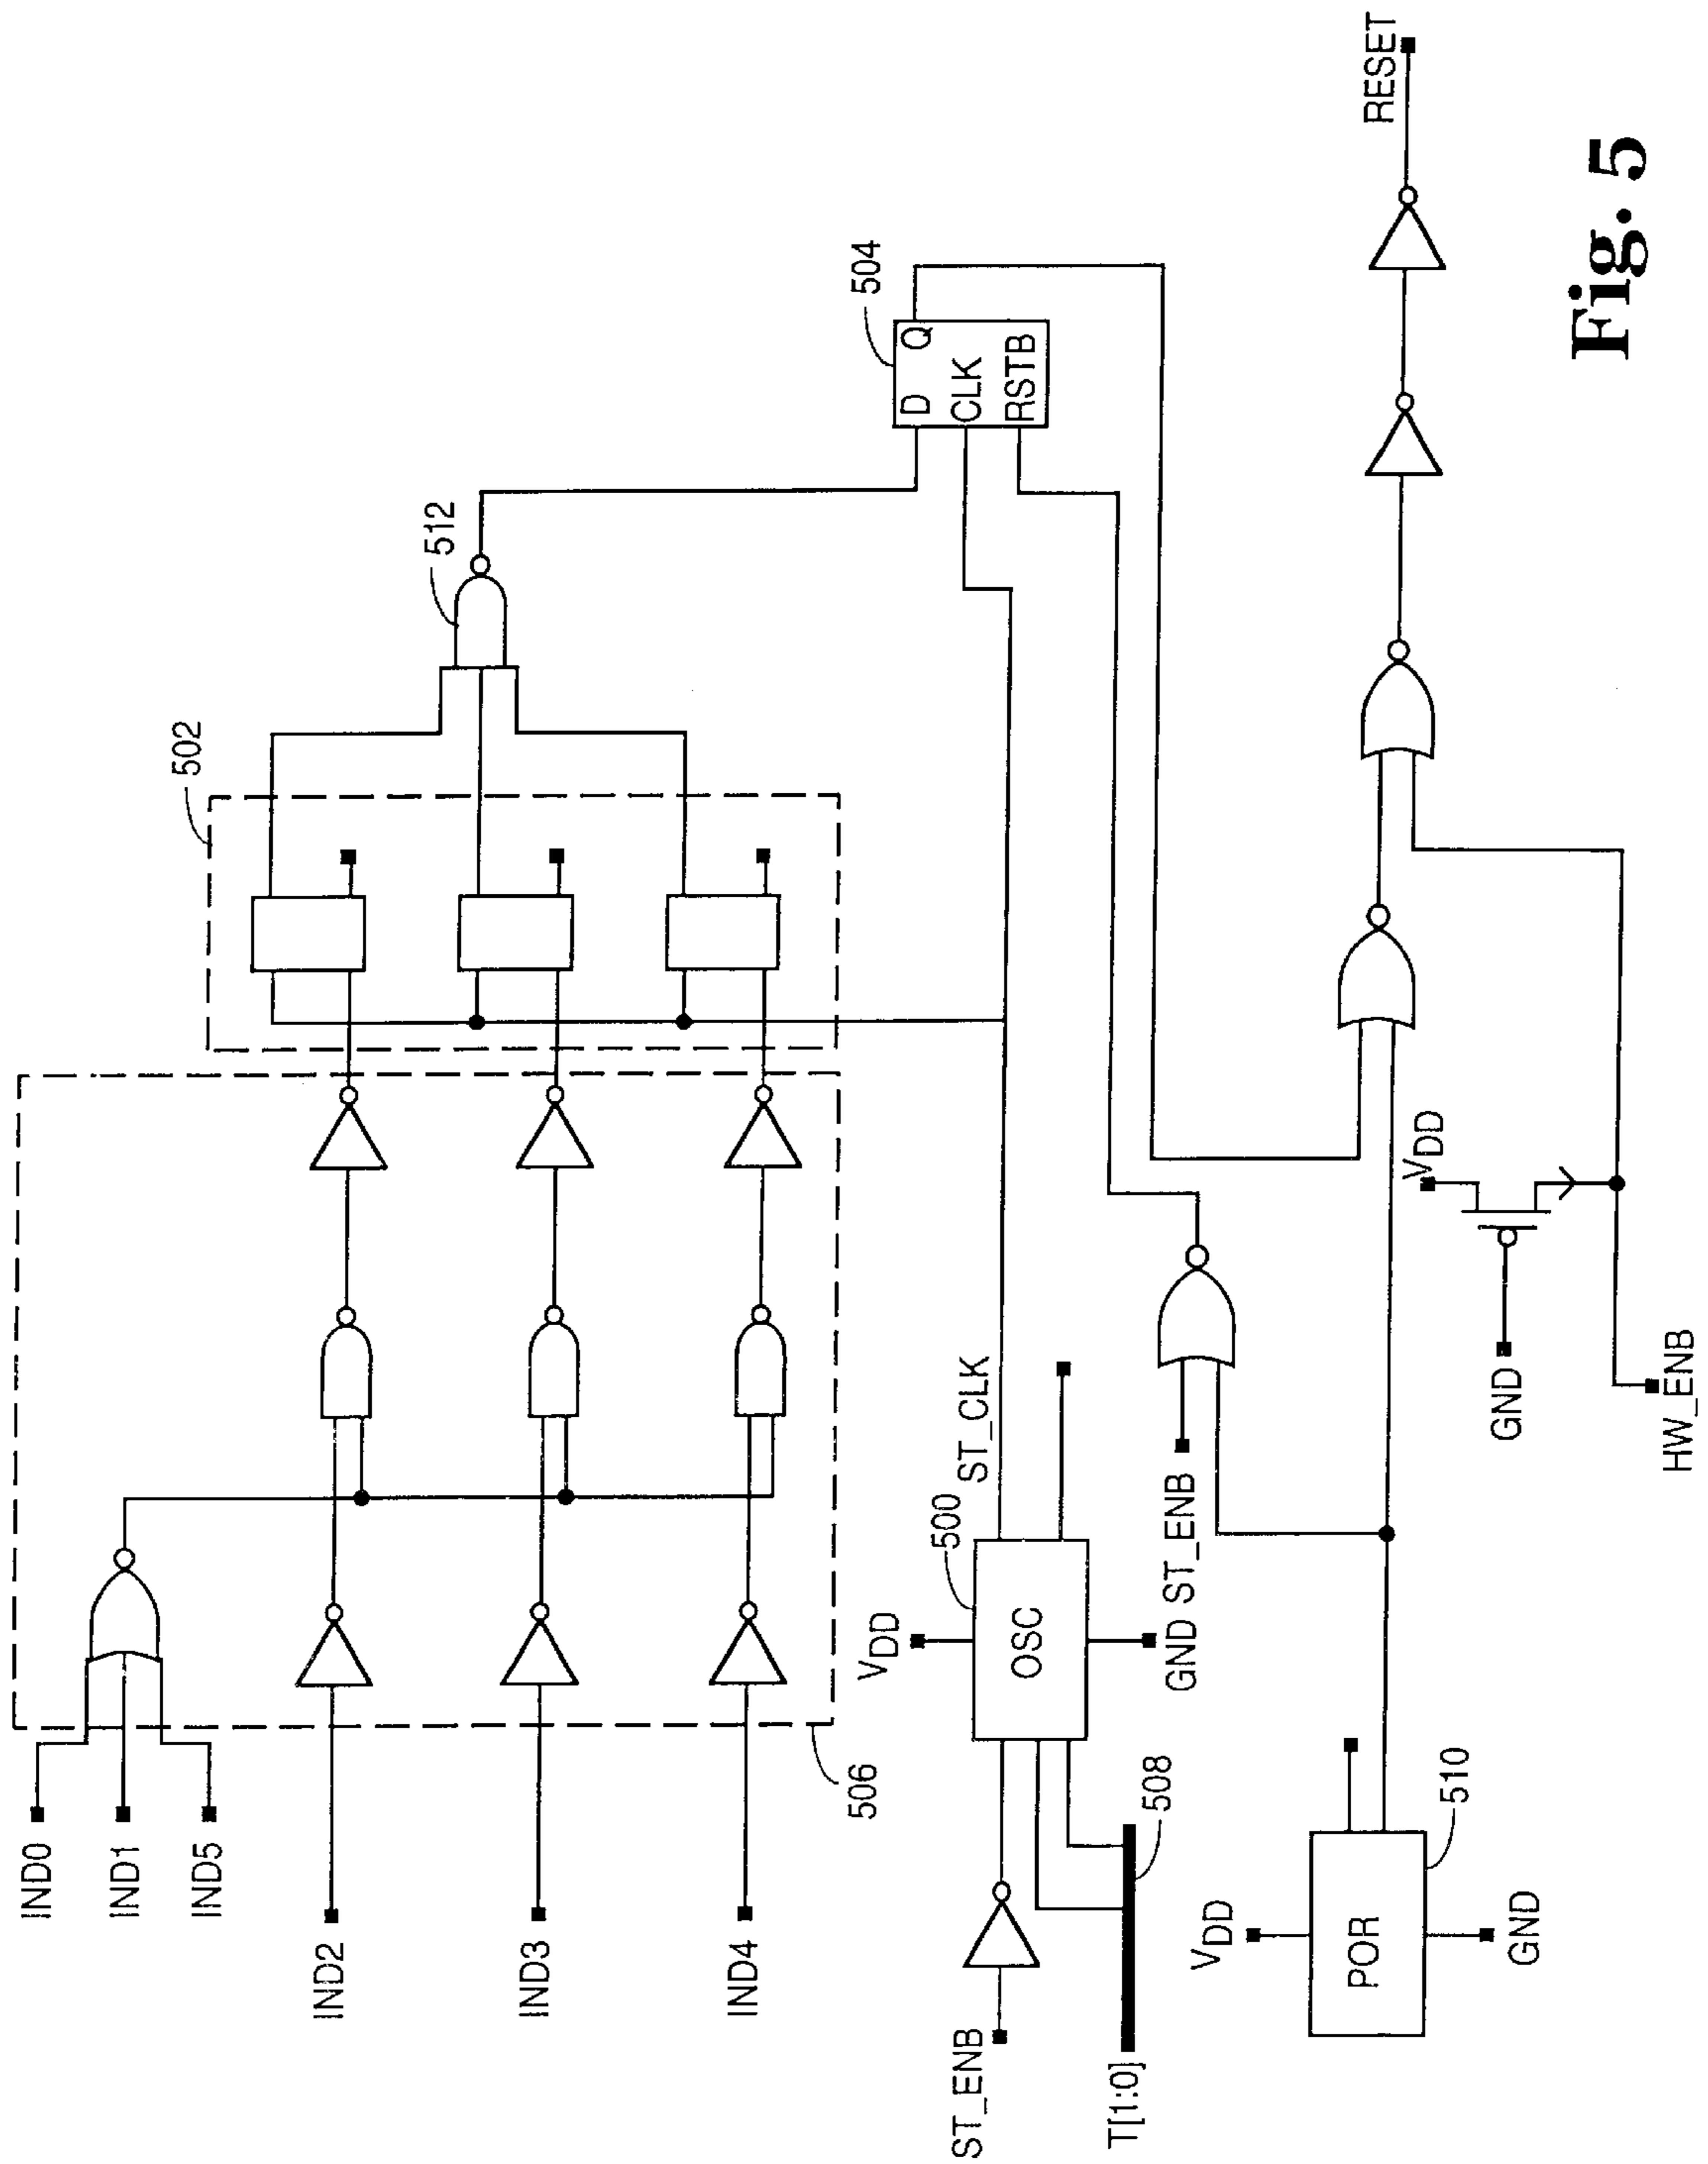 IND0
IND1
IND5
IND2
IND3
IND4
506
502
512
504
D Q
CLK
RSTB
ST_ENB
T[1:0]
508
VDD
500
OSC
GND
ST_CLK
ST_ENB
VDD
POR
GND
510
GND
VDD
HW_ENB
RESET
Fig. 5